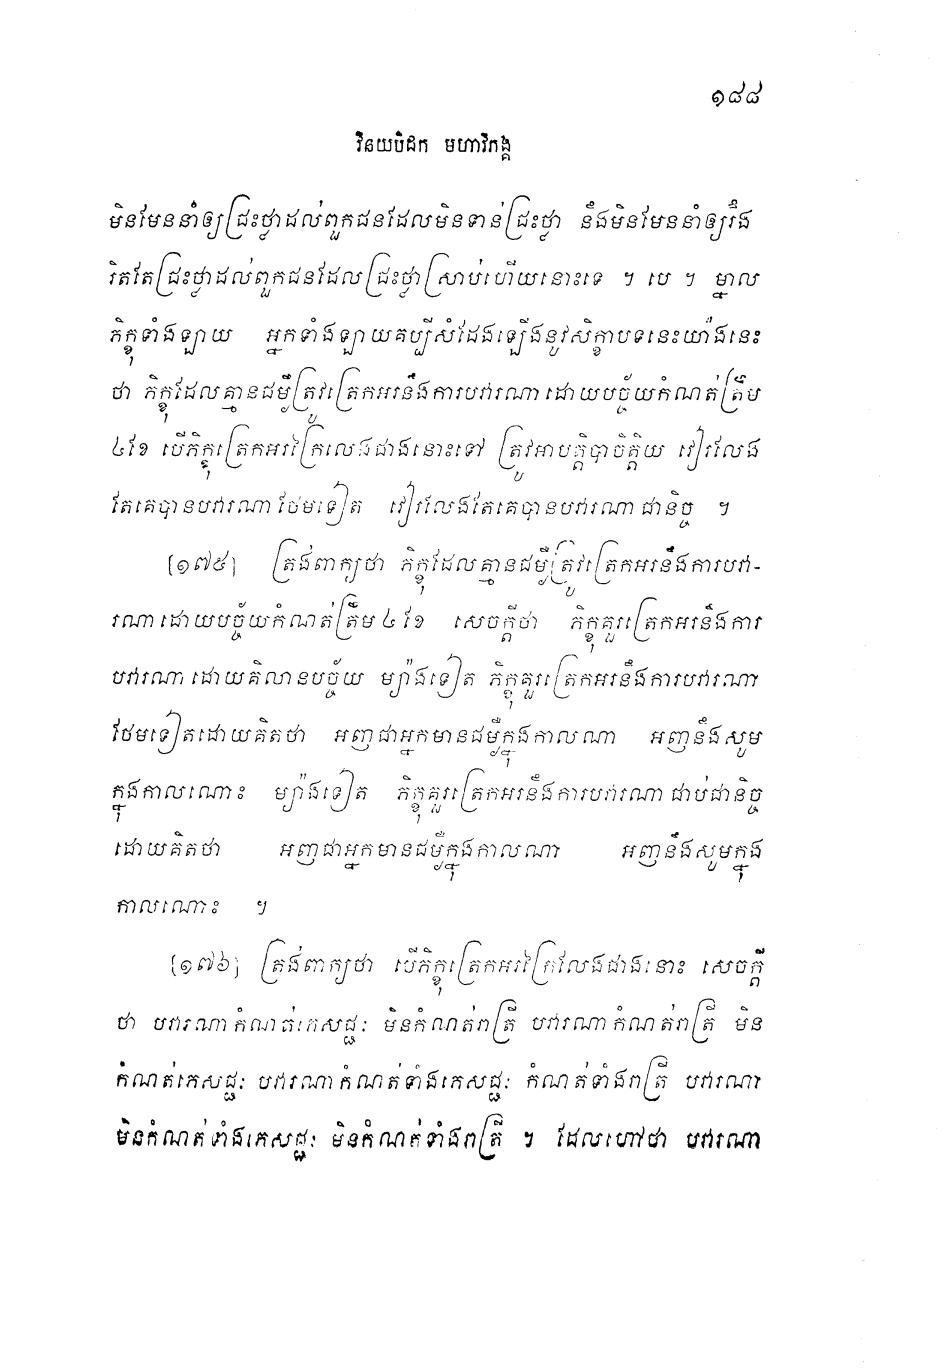 ១៨៨
វិនយបិដក មហាវិភង្គ
មិនមែននាំឲ្យជ្រះថ្លាដល់ពួកជនដែលមិនទាន់ជ្រះថ្លា នឹងមិនមែននាំឲ្យរឹង
រិតតែជ្រះថ្លាដល់ពួកជនដែលជ្រះថ្លាស្រាប់ហើយនោះទេ ។ បេ ។ ម្នាល
ភិក្ខុទាំងឡាយ អ្នកទាំងឡាយគប្បីសំដែងឡើងនូវសិក្ខាបទនេះយ៉ាងនេះ
ថា ភិក្ខុដែលគ្មានជម្ងឺត្រូវត្រេកអរនឹងការបវារណាដោយបច្ច័យកំណត់ត្រឹម
៤ខែ បើភិក្ខុត្រេកអរក្រៃលែងជាងនោះទៅ ត្រូវអាបត្តិបាចិត្តិយ វៀរលែង
តែគេបានបវារណាថែមទៀត វៀរលែងតែគេបានបវារណាជានិច្ច ។
[១៧៥] ត្រង់ពាក្យថា ភិក្ខុដែលគ្មានជម្ងឺត្រូវត្រេកអរនឹងការបវា-
រណាដោយបច្ច័យកំណត់ត្រឹម ៤ ខែ សេចក្តីថា ភិក្ខុគួរត្រេកអរនឹងការ
បវារណាដោយគិលានបច្ច័យ ម្យ៉ាងទៀត ភិក្ខុគួរត្រេកអរនឹងការបវារណា
ថែមទៀតដោយគិតថា អញជាអ្នកមានជម្ងឺក្នុងកាលណា អញនឹងសូម
ក្នុងកាលណោះ ម្យ៉ាងទៀត ភិក្ខុគួរត្រេកអរនឹងការបវារណាជាប់ជានិច្ច
ដោយគិតថា អញជាអ្នកមានជម្ងឺក្នុងកាលណា អញនឹងសូមក្នុង
កាលណោះ ។
[១៧៦] ត្រង់ពាក្យថា បើភិក្ខុត្រេកអរក្រៃលែងជាងនោះ សេចក្តី
ថា បវារណាកំណត់ភេសជ្ជៈ មិនកំណត់រាត្រី បវារណាកំណត់រាត្រី មិន
កំណត់ភេសជ្ជៈ បវារណាកំណត់ទាំងភេសជ្ជៈ កំណត់ទាំងរាត្រី បវារណា
មិនកំណត់ទាំងភេសជ្ជៈ មិនកំណត់ទាំងរាត្រី ។ ដែលហៅថា បវារណា